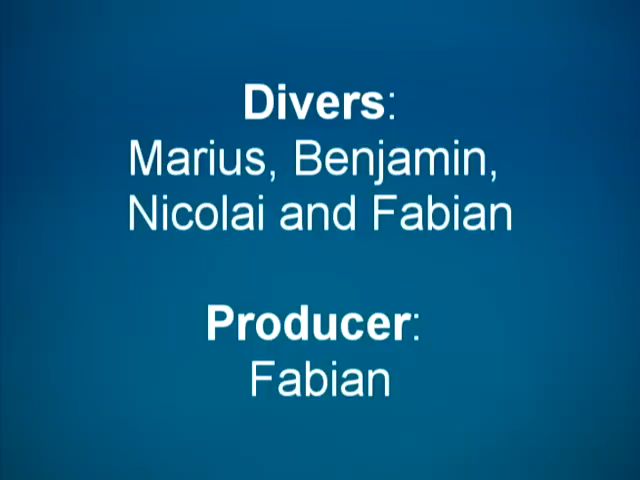 Divers:
Marius, Benjamin,
Nicolai and Fabian
Producer:
Fabian